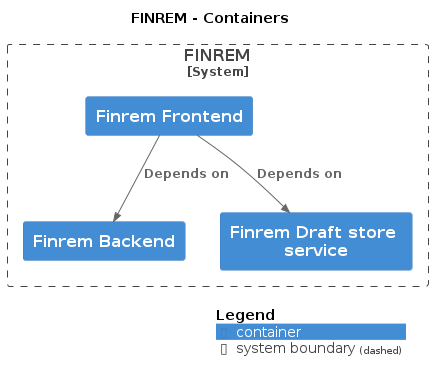 FINREM - Containers
FINREM
[System]
Finrem Frontend
Depends on
Depends on
Finrem Backend
Finrem Draft store
service
Legend
container
system boundary (dashed)